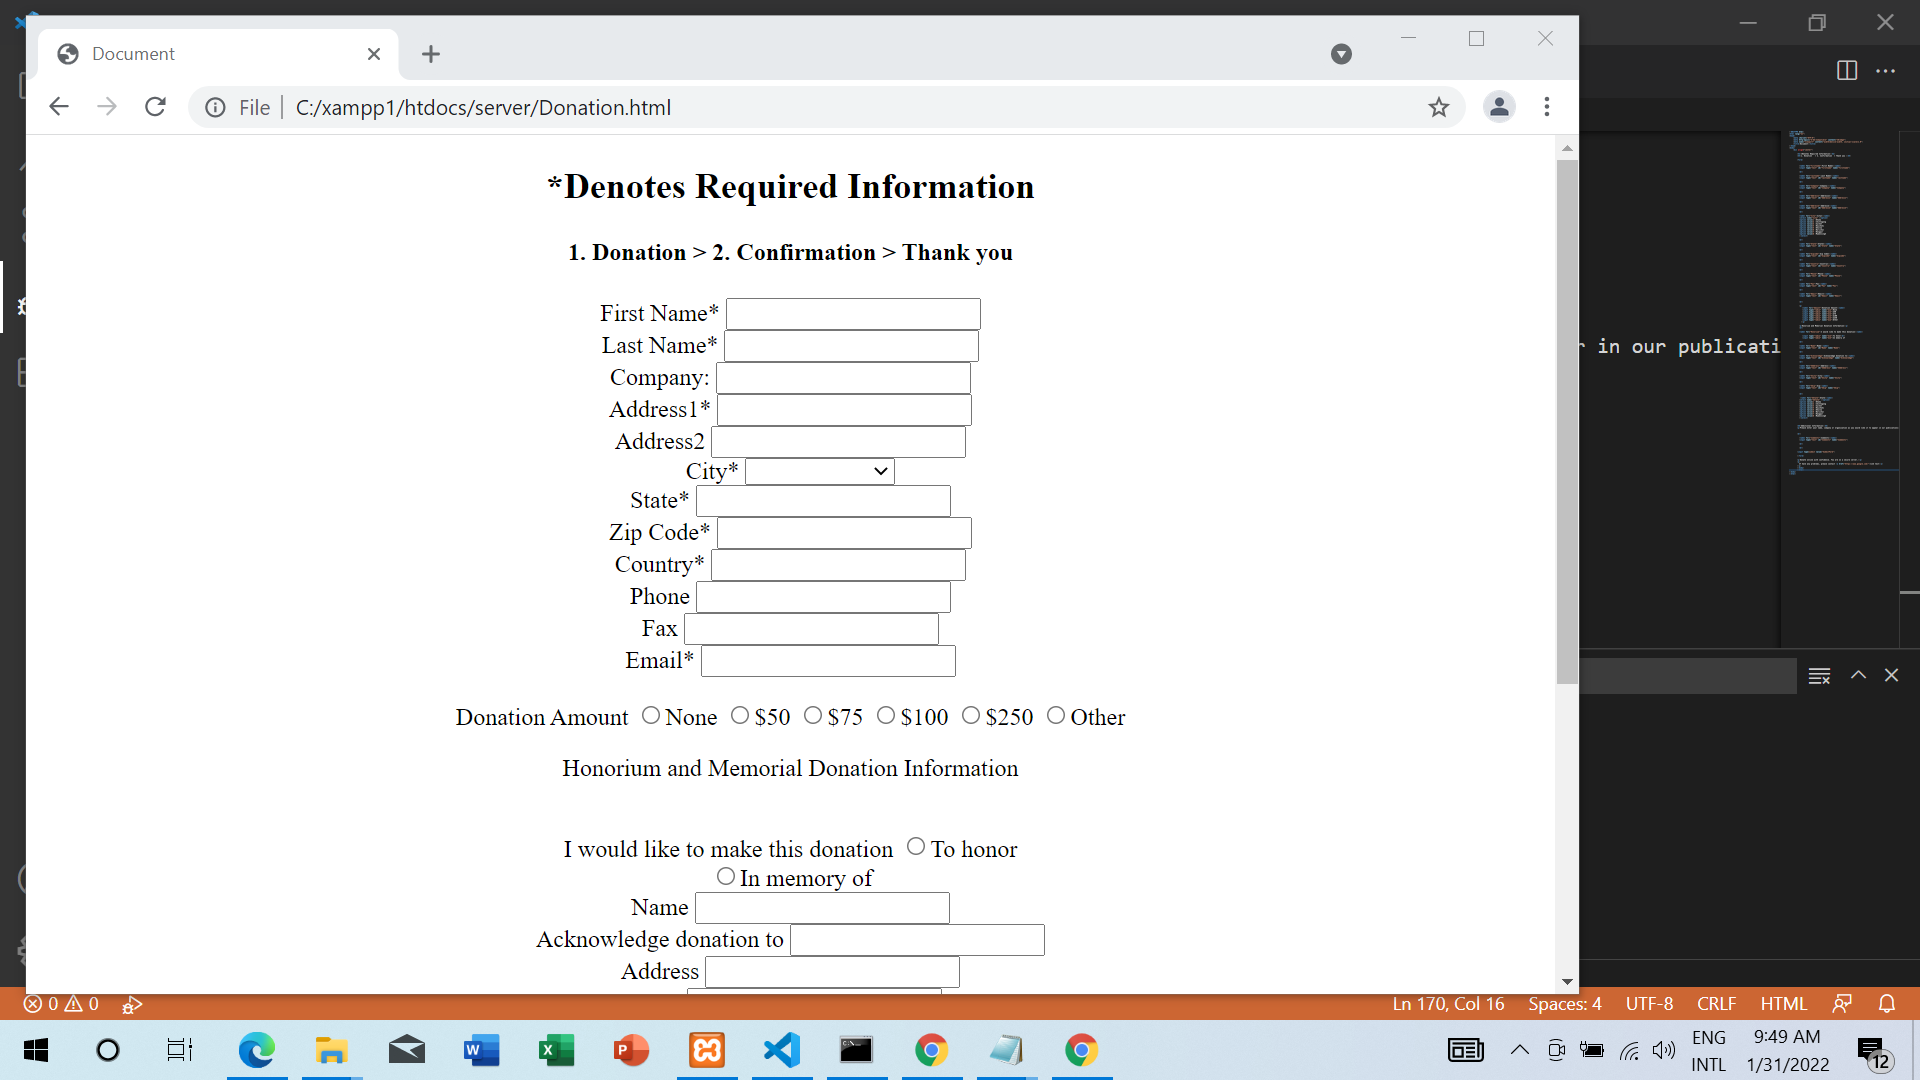 Document
File C:/xampp1/htdocs/server/Donation.html
*Denotes Required Information
1. Donation > 2. Confirmation > Thank you
First Name*
Last Name*
Company:
Address1*
Address2
City*
State*
Zip Code*
Country*
Phone
Fax
Email*
Donation Amount None $50 $75 $100 $250 Other
Honorium and Memorial Donation Information
I would like to make this donation To honor
In memory of
Name
Acknowledge donation to
Address
in our publicati
0 0
Ln 170, Col 16 Spaces: 4 UTF-8 CRLF HTML
ENG
INTL
9:49 AM
1/31/2022
12